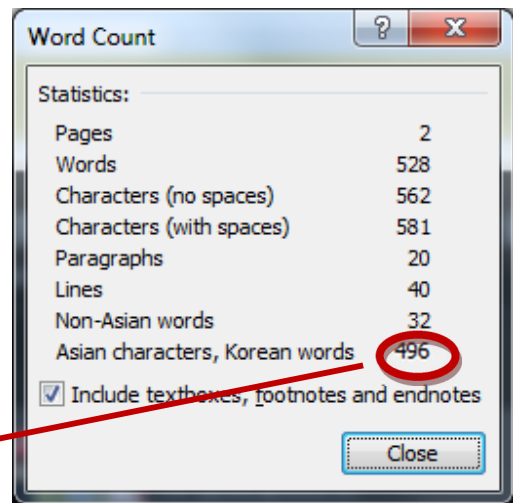 Word Count
Statistics:
Pages 2
Words 528
Characters (no spaces) 562
Characters (with spaces) 581
Paragraphs 20
Lines 40
Non-Asian words 32
Asian characters, Korean words 496
Include textboxes, footnotes and endnotes
Close